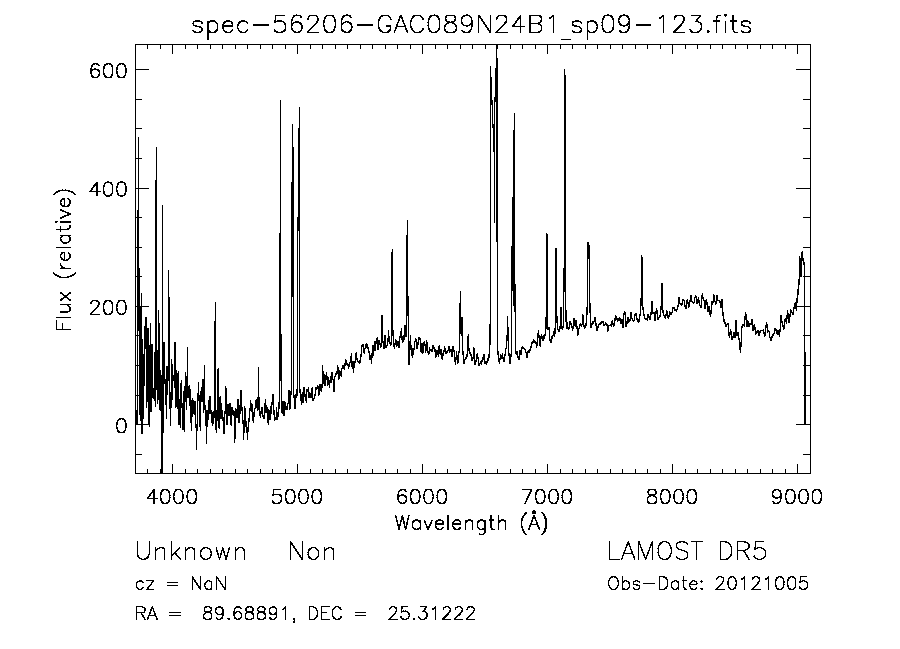 spec-56206-GAC089N24B1_sp09-123.fits
600
400
200
0
Flux (relative)
4000 5000 6000 7000 8000 9000
Wavelength (Å)
Unknown Non LAMOST DR5
cz = NaN Obs-Date: 20121005
RA = 89.68891, DEC = 25.31222